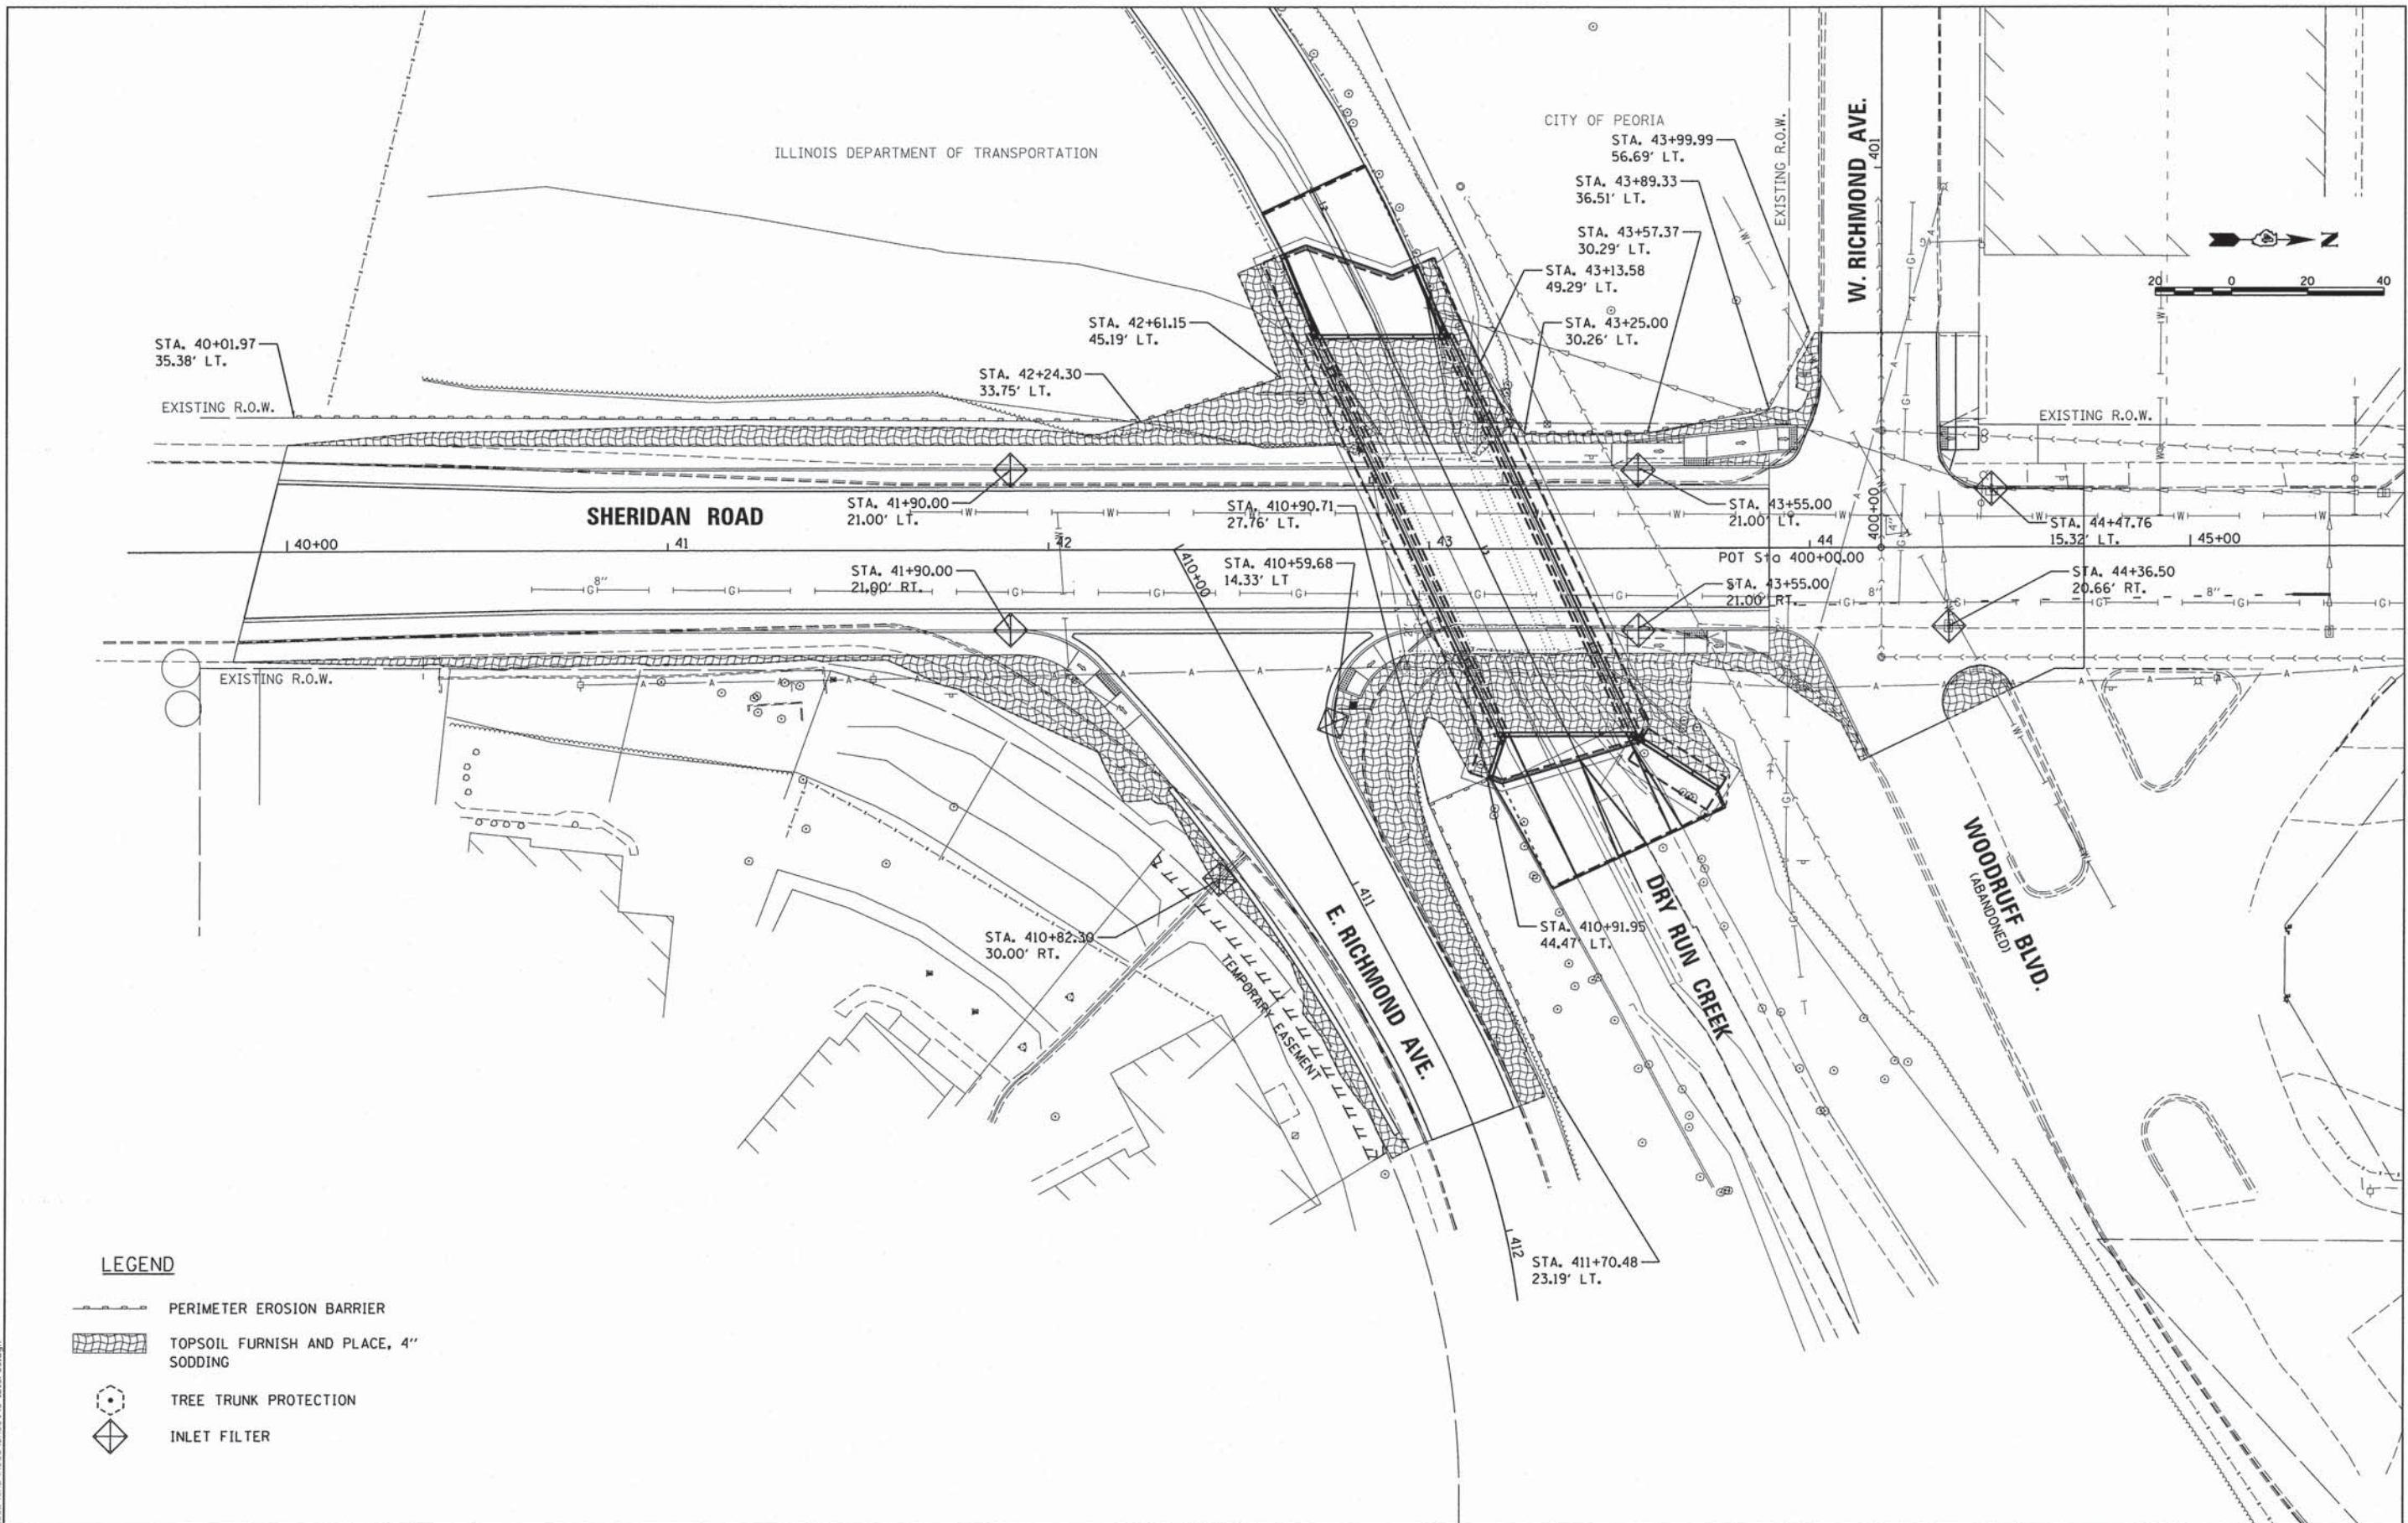 ILLINOIS DEPARTMENT OF TRANSPORTATION
CITY OF PEORIA
STA. 43+99.99
56.69' LT.
STA. 43+89.33
36.51' LT.
STA. 43+57.37
30.29' LT.
STA. 43+13.58
49.29' LT.
STA. 43+25.00
30.26' LT.
EXISTING R.O.W.
W. RICHMOND AVE.
401
N
20 0 20 40
STA. 40+01.97
35.38' LT.
STA. 42+61.15
45.19' LT.
STA. 42+24.30
33.75' LT.
EXISTING R.O.W.
EXISTING R.O.W.
SHERIDAN ROAD
STA. 41+90.00
21.00' LT.
STA. 410+90.71
27.76' LT.
STA. 43+55.00
21.00' LT.
STA. 44+47.76
15.32' LT.
400+00
4"
40+00
41
42
43
44
45+00
POT Sta 400+00.00
410+00
STA. 41+90.00
21.00' RT.
STA. 410+59.68
14.33' LT
STA. 43+55.00
21.00' RT.
STA. 44+36.50
20.66' RT.
8"
8"
8"
EXISTING R.O.W.
STA. 410+82.30
30.00' RT.
TEMPORARY EASEMENT
411
E. RICHMOND AVE.
STA. 410+91.95
44.47' LT.
DRY RUN CREEK
WOODRUFF BLVD.
(ABANDONED)
412
STA. 411+70.48
23.19' LT.
LEGEND
PERIMETER EROSION BARRIER
TOPSOIL FURNISH AND PLACE, 4"
SODDING
TREE TRUNK PROTECTION
INLET FILTER